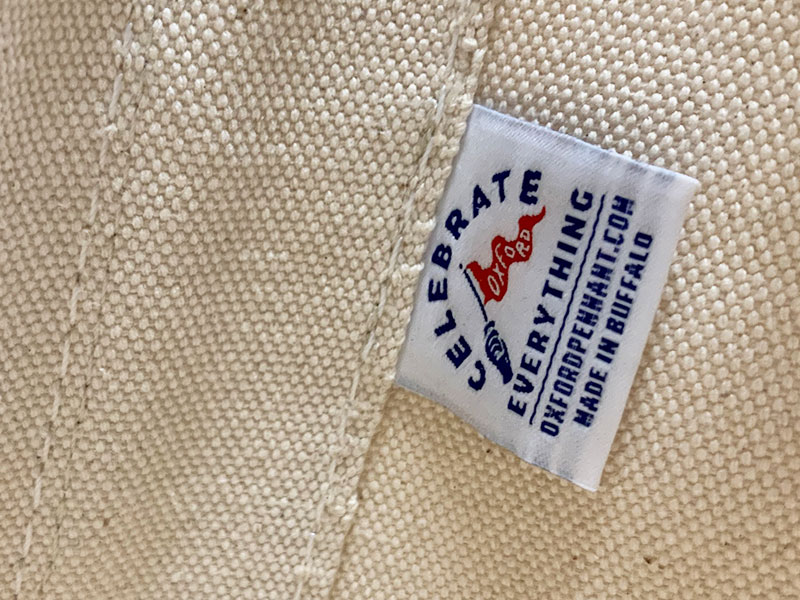 CELEBRATE
OXFORD
EVERYTHING
OXFORDPENNANT.COM
MADE IN BUFFALO